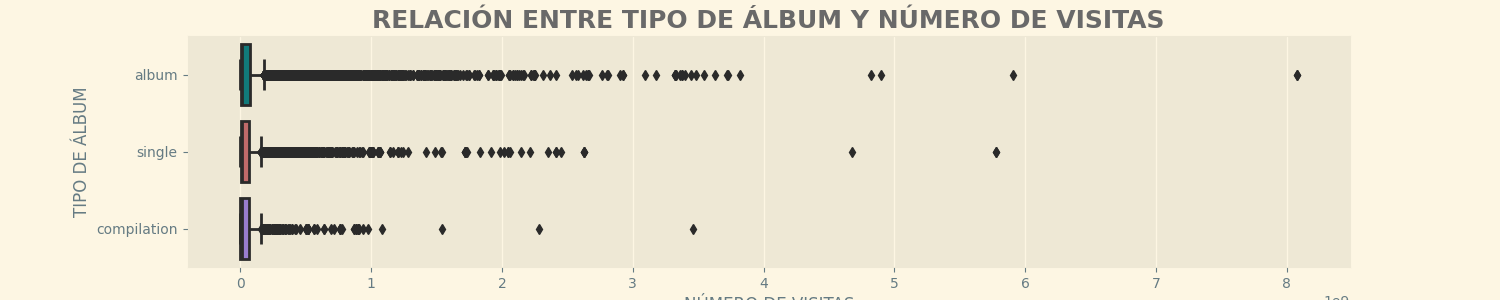 RELACIÓN ENTRE TIPO DE ÁLBUM Y NÚMERO DE VISITAS
TIPO DE ÁLBUM
album
single
compilation
0 1 2 3 4 5 6 7 8
NÚMERO DE VISITAS
1e9